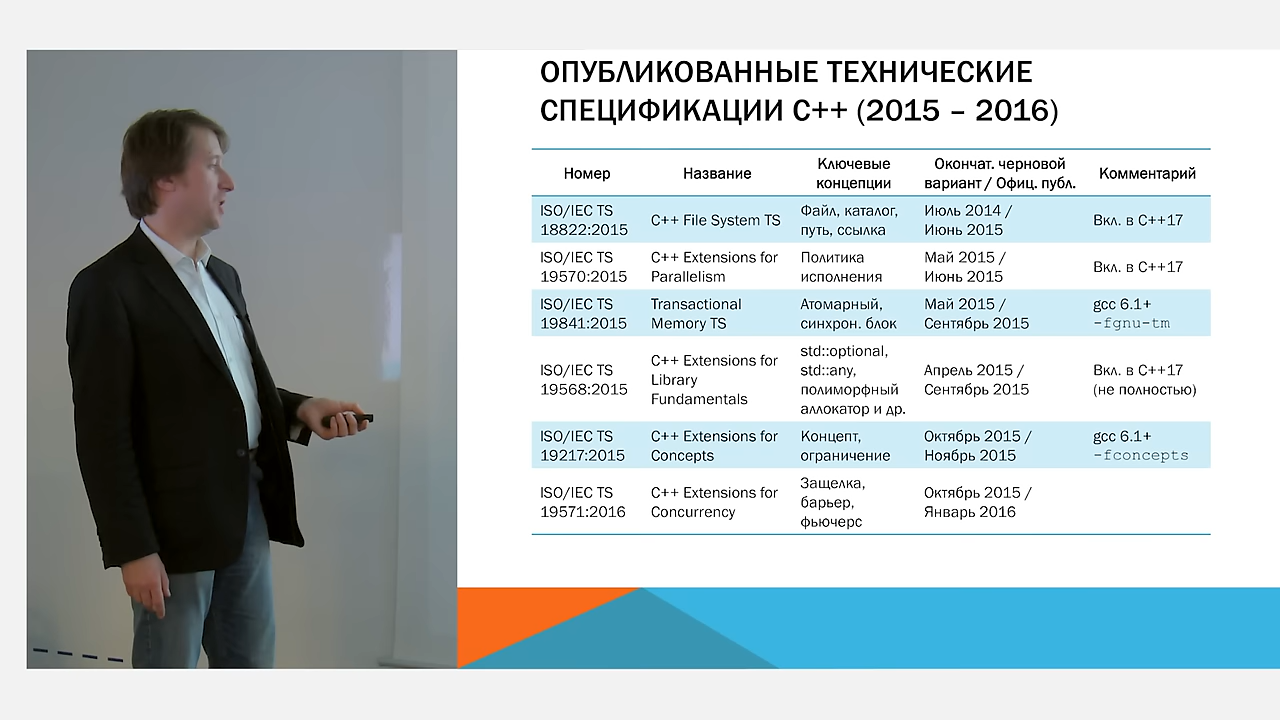 ОПУБЛИКОВАННЫЕ ТЕХНИЧЕСКИЕ
СПЕЦИФИКАЦИИ C++ (2015 – 2016)
Номер
Название
Ключевые
концепции
Окончат. черновой
вариант / Офиц. публ.
Комментарий
ISO/IEC TS
18822:2015
C++ File System TS
Файл, каталог,
путь, ссылка
Июль 2014 /
Июнь 2015
Вкл. в C++17
ISO/IEC TS
19570:2015
C++ Extensions for
Parallelism
Политика
исполнения
Май 2015 /
Июнь 2015
Вкл. в C++17
ISO/IEC TS
19841:2015
Transactional
Memory TS
Атомарный,
синхрон. блок
Май 2015 /
Сентябрь 2015
gcc 6.1+
-fgnu-tm
ISO/IEC TS
19568:2015
C++ Extensions for
Library
Fundamentals
std::optional,
std::any,
полиморфный
аллокатор и др.
Апрель 2015 /
Сентябрь 2015
Вкл. в C++17
(не полностью)
ISO/IEC TS
19217:2015
C++ Extensions for
Concepts
Концепт,
ограничение
Октябрь 2015 /
Ноябрь 2015
gcc 6.1+
-fconcepts
ISO/IEC TS
19571:2016
C++ Extensions for
Concurrency
Защелка,
барьер,
фьючерс
Октябрь 2015 /
Январь 2016